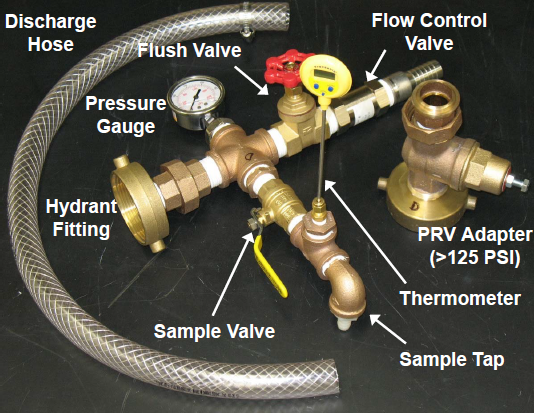 Discharge
Hose
Flush Valve
Flow Control
Valve
Pressure
Gauge
Hydrant
Fitting
PRV Adapter
(>125 PSI)
Thermometer
Sample Valve
Sample Tap
D
D